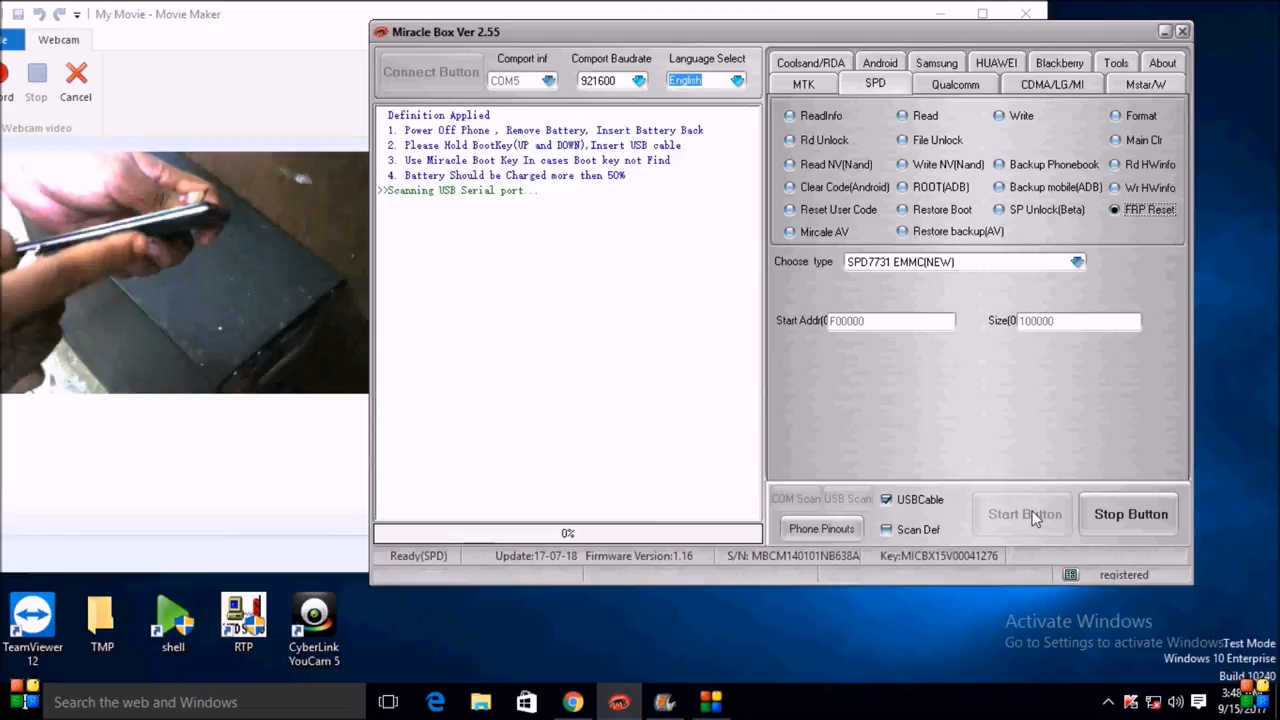 My Movie - Movie Maker
Webcam
Stop
Cancel
Webcam video
Miracle Box Ver 2.55
Connect Button
Comport inf
COM5
Comport Baudrate
921600
Language Select
English
Definition Applied
1. Power Off Phone , Remove Battery, Insert Battery Back
2. Please Hold BootKey(UP and DOWN),Insert USB cable
3. Use Miracle Boot Key In cases Boot key not Find
4. Battery Should be Charged more then 50%
>>Scanning USB Serial port...
0%
Coolsand/RDA Android Samsung HUAWEI Blackberry Tools About
MTK SPD Qualcomm CDMA/LG/MI Mstar/W
ReadInfo Read Write Format
Rd Unlock File Unlock Main Clr
Read NV(Nand) Write NV(Nand) Backup Phonebook Rd HWinfo
Clear Code(Android) ROOT(ADB) Backup mobile(ADB) Wr HWinfo
Reset User Code Restore Boot SP Unlock(Beta) FRP Reset
Mircale AV Restore backup(AV)
Choose type SPD7731 EMMC(NEW)
Start Addr(0 F00000 Size(0 100000
COM Scan USB Scan USBCable
Phone Pinouts Scan Def
Start Button Stop Button
Ready(SPD) Update:17-07-18 Firmware Version:1.16 S/N: MBCM140101NB638A Key:MICBX15V00041276
registered
TeamViewer 12
TMP
shell
RTP
CyberLink YouCam 5
Activate Windows
Go to Settings to activate Windows
Test Mode
Windows 10 Enterprise
Build 10240
Search the web and Windows
9/15/2017